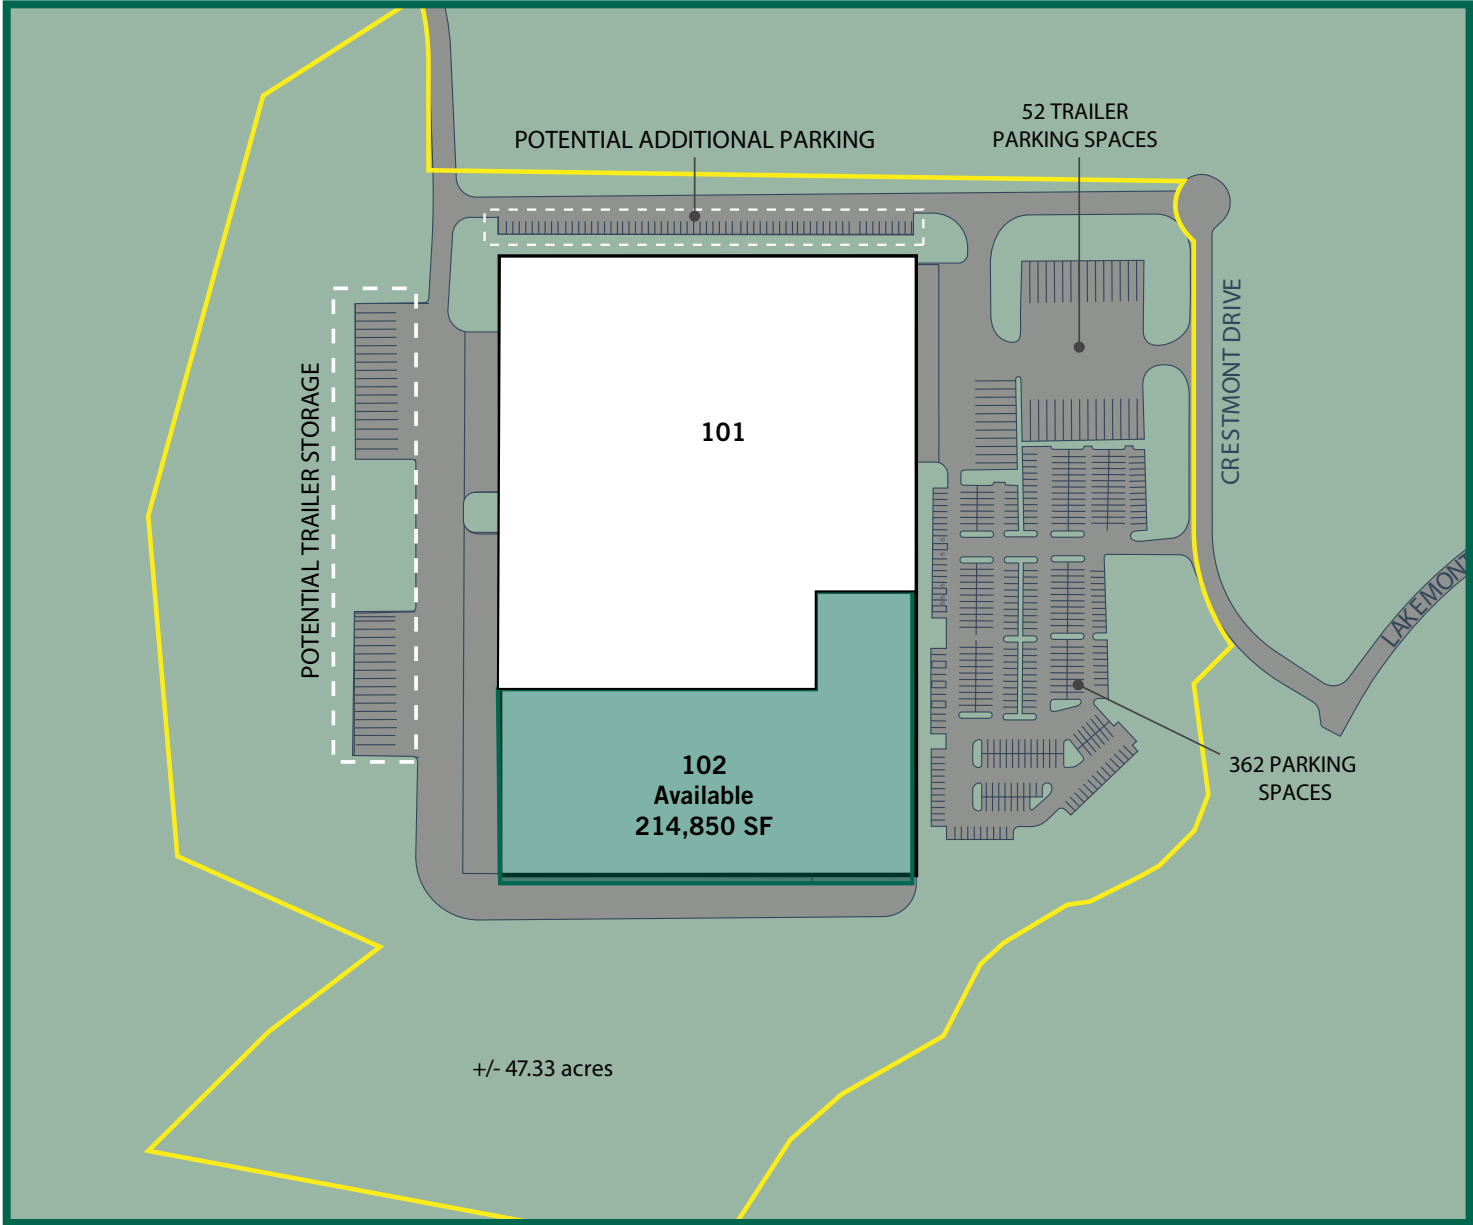 52 TRAILER
PARKING SPACES
POTENTIAL ADDITIONAL PARKING
CRESTMONT DRIVE
POTENTIAL TRAILER STORAGE
101
LAKEMONT
102
Available
214,850 SF
362 PARKING
SPACES
+/- 47.33 acres